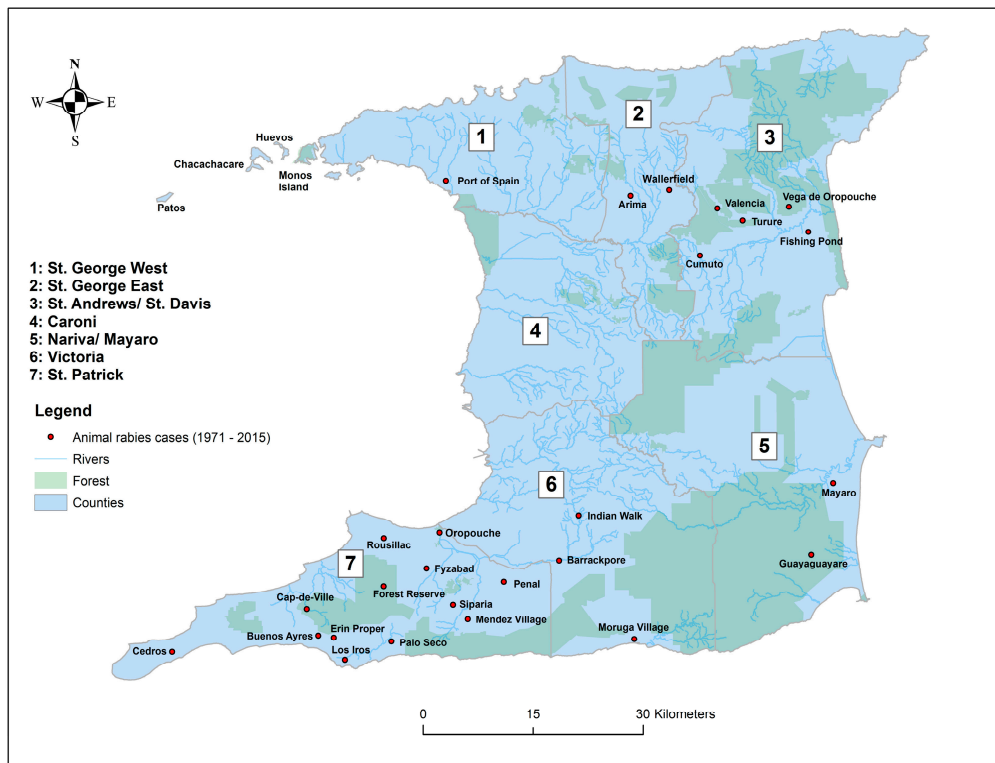 N
W E
S
1
2
3
Huevos
Chacachacare
Monos
Island
Patos
Port of Spain
Wallerfield
Arima
Valencia
Vega de Oropouche
Turure
Fishing Pond
Cumuto
1: St. George West
2: St. George East
3: St. Andrews/ St. Davis
4: Caroni
5: Nariva/ Mayaro
6: Victoria
7: St. Patrick
4
Legend
Animal rabies cases (1971 - 2015)
Rivers
Forest
Counties
5
6
Mayaro
Indian Walk
Oropouche
Rousillac
Barrackpore
Guayaguayare
7
Fyzabad
Penal
Forest Reserve
Cap-de-Ville
Siparia
Mendez Village
Moruga Village
Erin Proper
Buenos Ayres
Palo Seco
Los Iros
Cedros
0 15 30 Kilometers